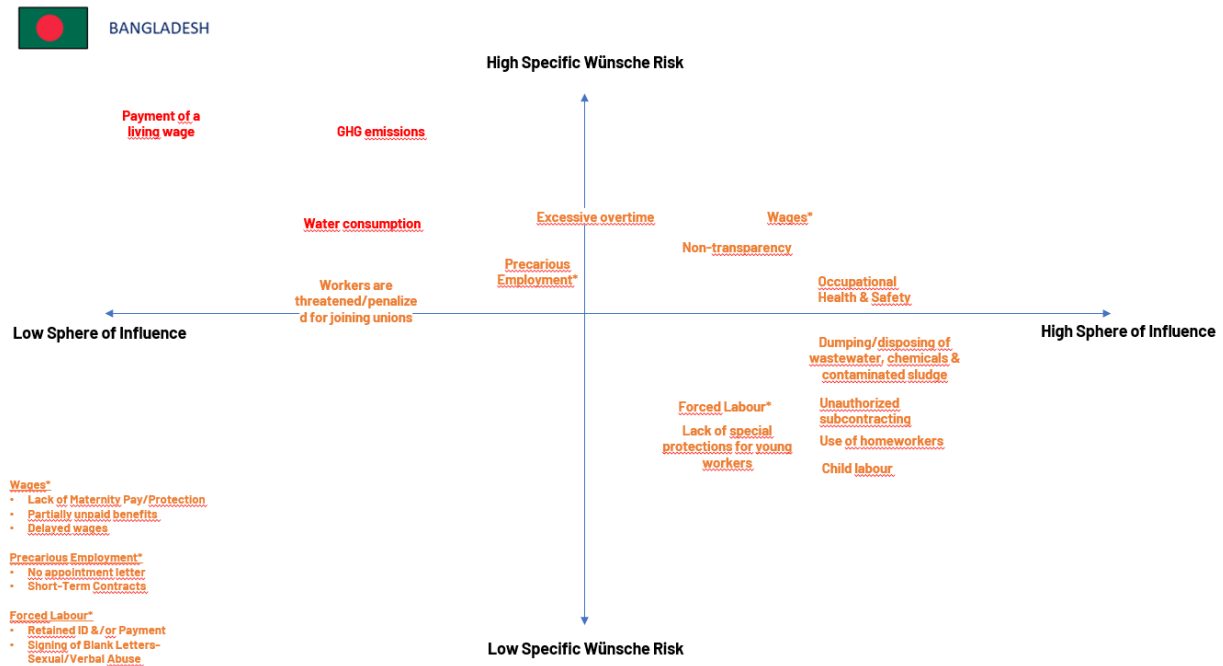 BANGLADESH
High Specific Wünsche Risk
Payment of a
living wage
GHG emissions
Water consumption
Excessive overtime
Wages*
Non-transparency
Precarious
Employment*
Workers are
threatened/penalize
d for joining unions
Occupational
Health & Safety
Low Sphere of Influence
High Sphere of Influence
Dumping/disposing of
wastewater, chemicals &
contaminated sludge
Forced Labour*
Unauthorized
subcontracting
Lack of special
protections for young
workers
Use of homeworkers
Child labour
Wages*
• Lack of Maternity Pay/Protection
• Partially unpaid benefits
• Delayed wages
Precarious Employment*
• No appointment letter
• Short-Term Contracts
Forced Labour*
• Retained ID &/or Payment
• Signing of Blank Letters-
Sexual/Verbal Abuse
Low Specific Wünsche Risk